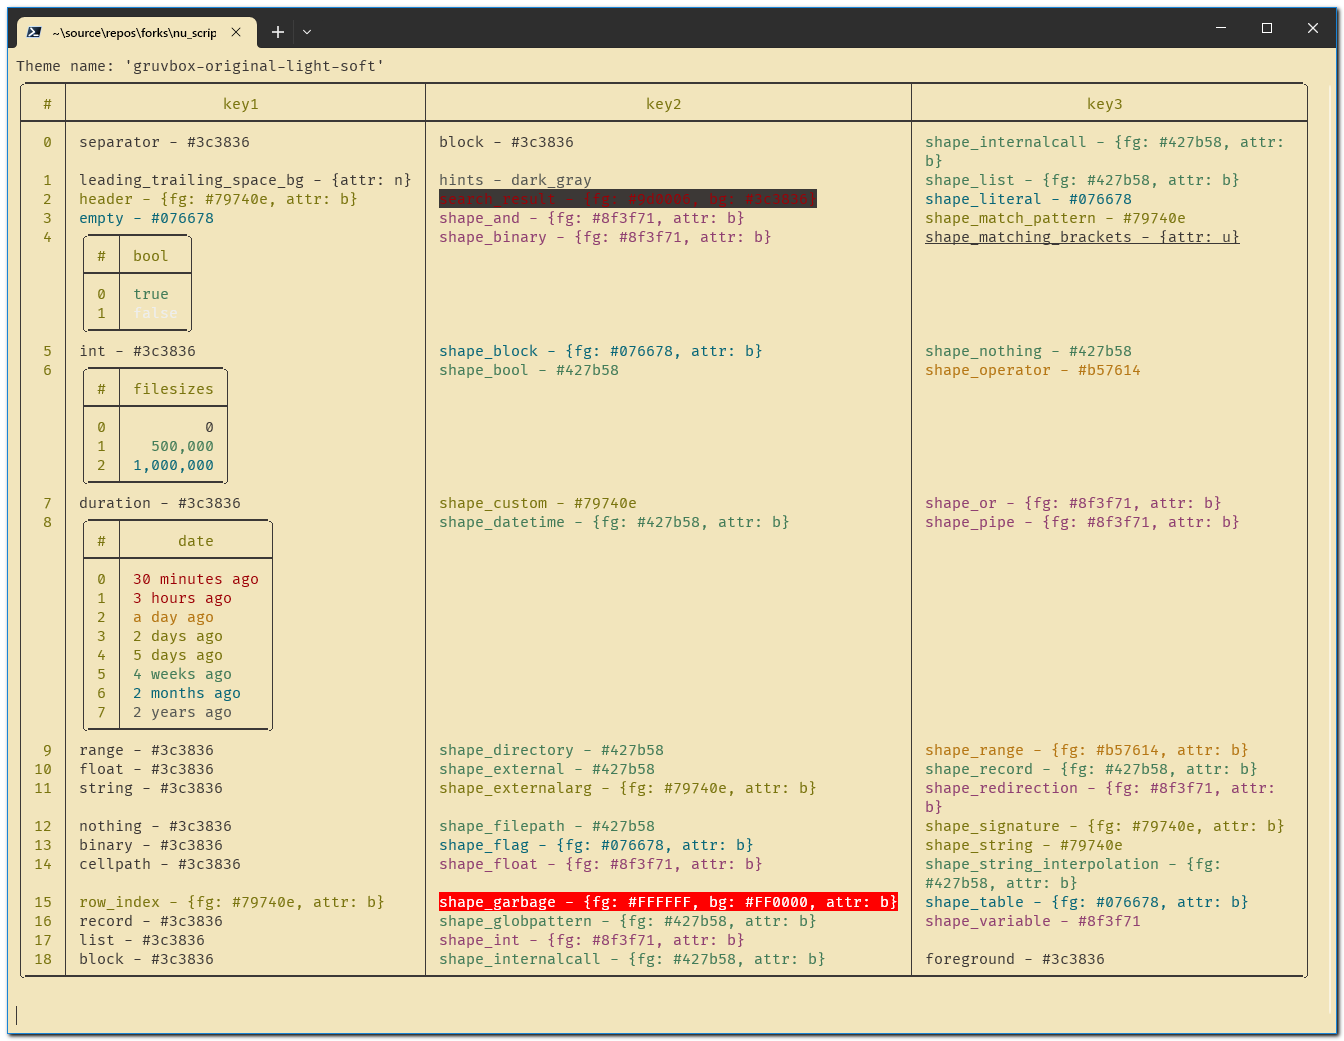 ~\source\repos\forks\nu_scrip
Theme name: 'gruvbox-original-light-soft'
# key1 key2 key3
0 separator - #3c3836 block - #3c3836 shape_internalcall - {fg: #427b58, attr:
b}
1 leading_trailing_space_bg - {attr: n} hints - dark_gray shape_list - {fg: #427b58, attr: b}
2 header - {fg: #79740e, attr: b} search_result - {fg: #9d0006, bg: #3c3836} shape_literal - #076678
3 empty - #076678 shape_and - {fg: #8f3f71, attr: b} shape_match_pattern - #79740e
4 shape_binary - {fg: #8f3f71, attr: b} shape_matching_brackets - {attr: u}
# bool
0 true
1 false
5 int - #3c3836 shape_block - {fg: #076678, attr: b} shape_nothing - #427b58
6 shape_bool - #427b58 shape_operator - #b57614
# filesizes
0 0
1 500,000
2 1,000,000
7 duration - #3c3836 shape_custom - #79740e shape_or - {fg: #8f3f71, attr: b}
8 shape_datetime - {fg: #427b58, attr: b} shape_pipe - {fg: #8f3f71, attr: b}
# date
0 30 minutes ago
1 3 hours ago
2 a day ago
3 2 days ago
4 5 days ago
5 4 weeks ago
6 2 months ago
7 2 years ago
9 range - #3c3836 shape_directory - #427b58 shape_range - {fg: #b57614, attr: b}
10 float - #3c3836 shape_external - #427b58 shape_record - {fg: #427b58, attr: b}
11 string - #3c3836 shape_externalarg - {fg: #79740e, attr: b} shape_redirection - {fg: #8f3f71, attr:
b}
12 nothing - #3c3836 shape_filepath - #427b58 shape_signature - {fg: #79740e, attr: b}
13 binary - #3c3836 shape_flag - {fg: #076678, attr: b} shape_string - #79740e
14 cellpath - #3c3836 shape_float - {fg: #8f3f71, attr: b} shape_string_interpolation - {fg:
#427b58, attr: b}
15 row_index - {fg: #79740e, attr: b} shape_garbage - {fg: #FFFFFF, bg: #FF0000, attr: b} shape_table - {fg: #076678, attr: b}
16 record - #3c3836 shape_globpattern - {fg: #427b58, attr: b} shape_variable - #8f3f71
17 list - #3c3836 shape_int - {fg: #8f3f71, attr: b}
18 block - #3c3836 shape_internalcall - {fg: #427b58, attr: b} foreground - #3c3836